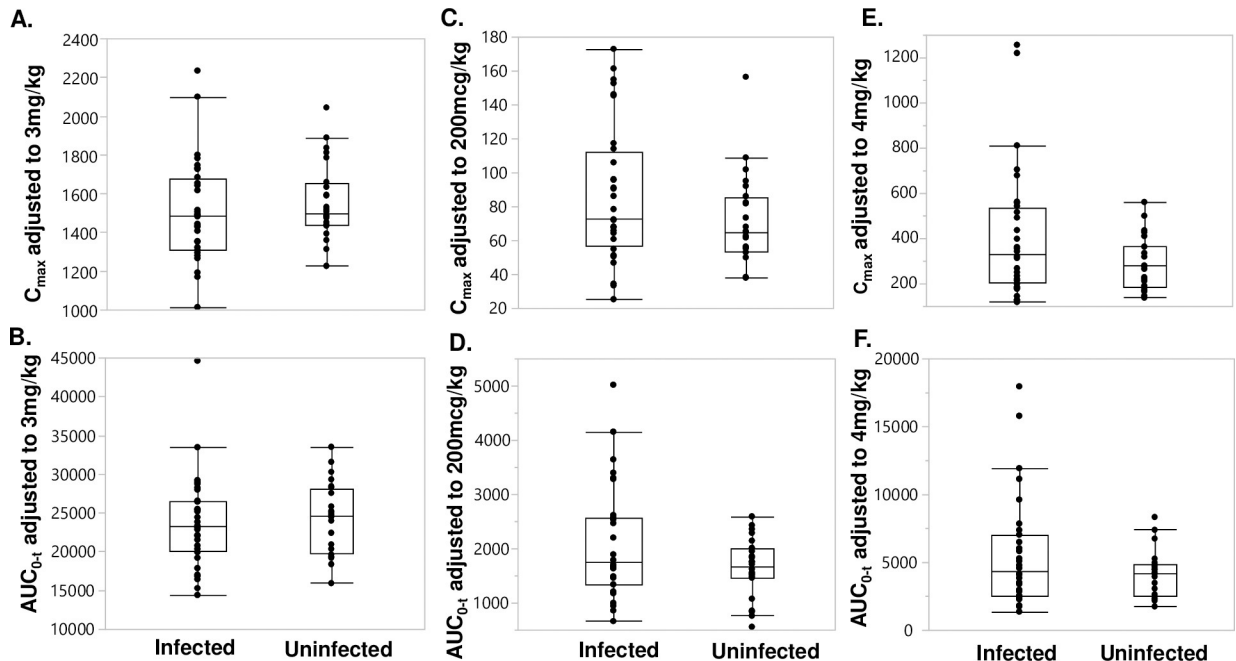 A.
C.
E.
Cmax adjusted to 3mg/kg
2400
2200
2000
1800
1600
1400
1200
1000
Cmax adjusted to 200mcg/kg
180
160
140
120
100
80
60
40
20
Cmax adjusted to 4mg/kg
1200
1000
800
600
400
200
B.
D.
F.
AUC0-t adjusted to 3mg/kg
45000
40000
35000
30000
25000
20000
15000
10000
Infected Uninfected
AUC0-t adjusted to 200mcg/kg
5000
4000
3000
2000
1000
Infected Uninfected
AUC0-t adjusted to 4mg/kg
20000
15000
10000
5000
0
Infected Uninfected